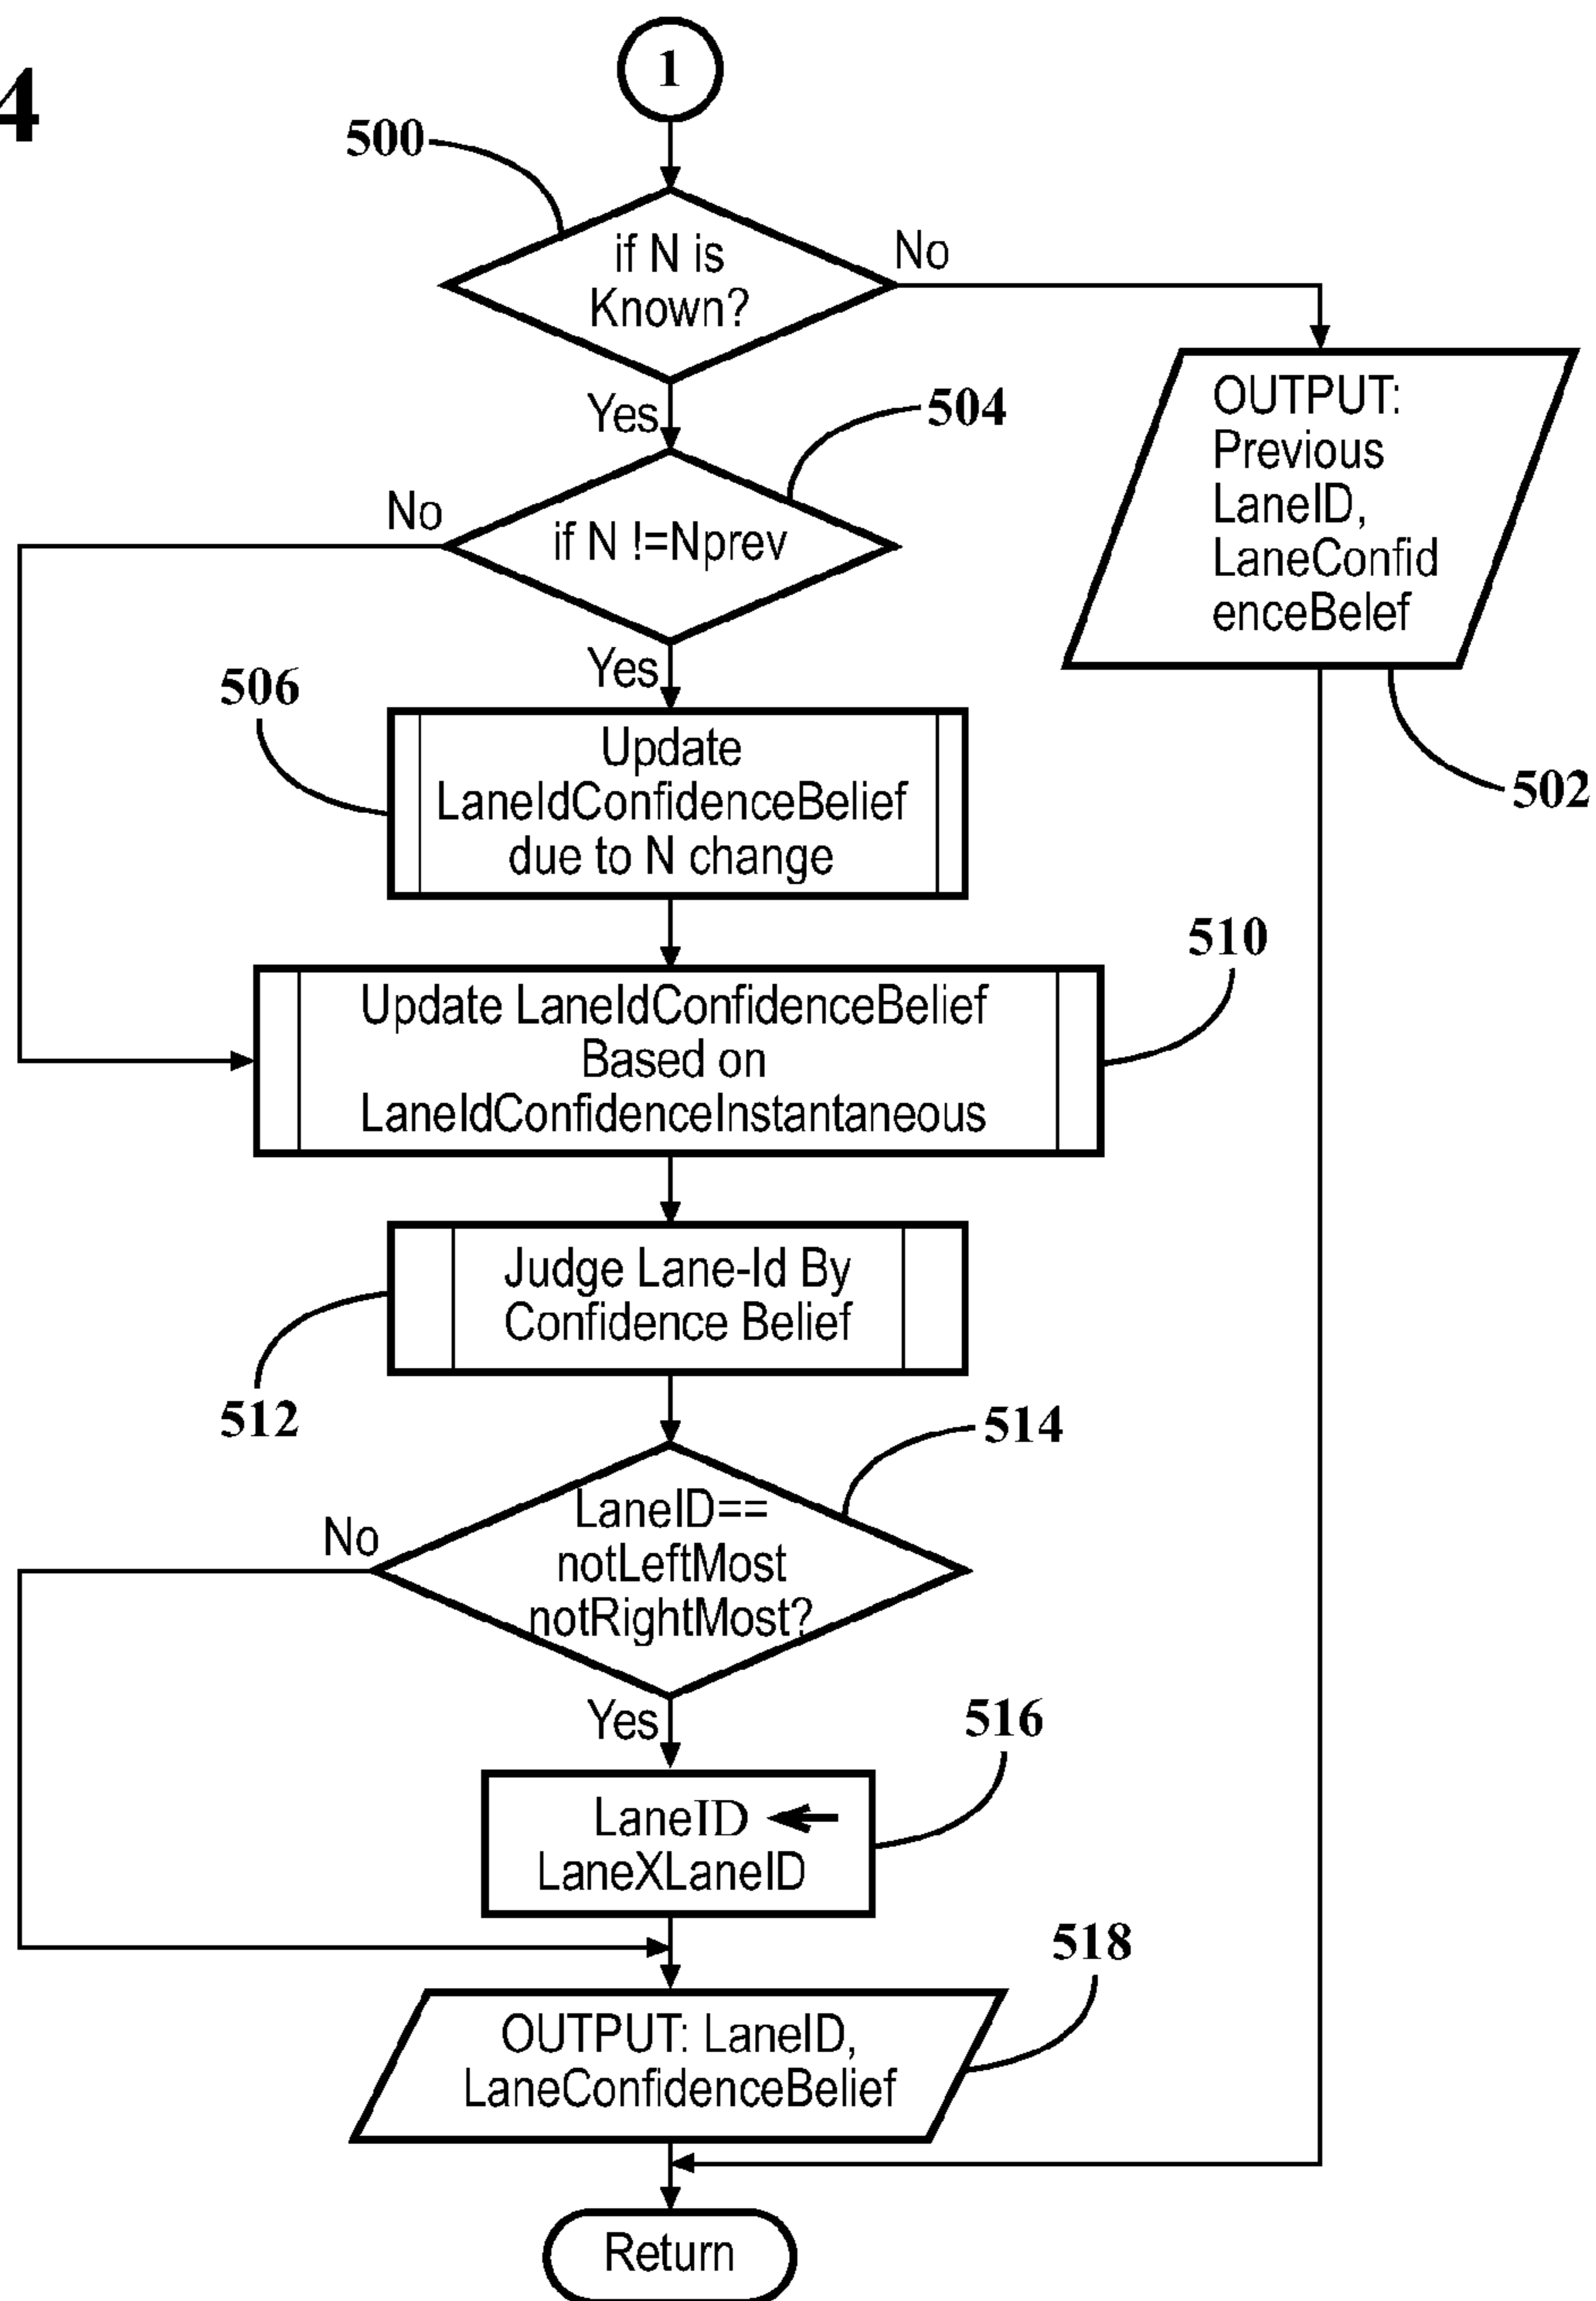 4
1
500
if N is
Known?
No
Yes
504
OUTPUT:
Previous
LaneID,
LaneConfid
enceBelef
502
No
if N !=Nprev
Yes
506
Update
LaneIdConfidenceBelief
due to N change
510
Update LaneIdConfidenceBelief
Based on
LaneIdConfidenceInstantaneous
Judge Lane-Id By
Confidence Belief
512
514
No
LaneID==
notLeftMost
notRightMost?
Yes
516
LaneID ←
LaneXLaneID
518
OUTPUT: LaneID,
LaneConfidenceBelief
Return